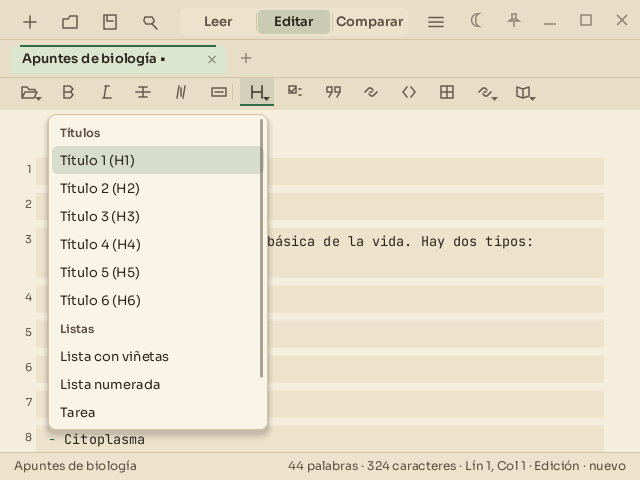 Leer Editar Comparar
Apuntes de biología •
Títulos
Título 1 (H1)
Título 2 (H2)
Título 3 (H3)
Título 4 (H4)
Título 5 (H5)
Título 6 (H6)
Listas
Lista con viñetas
Lista numerada
Tarea
1
2
3 básica de la vida. Hay dos tipos:
4
5
6
7
8 - Citoplasma
Apuntes de biología 44 palabras · 324 caracteres · Lín 1, Col 1 · Edición · nuevo